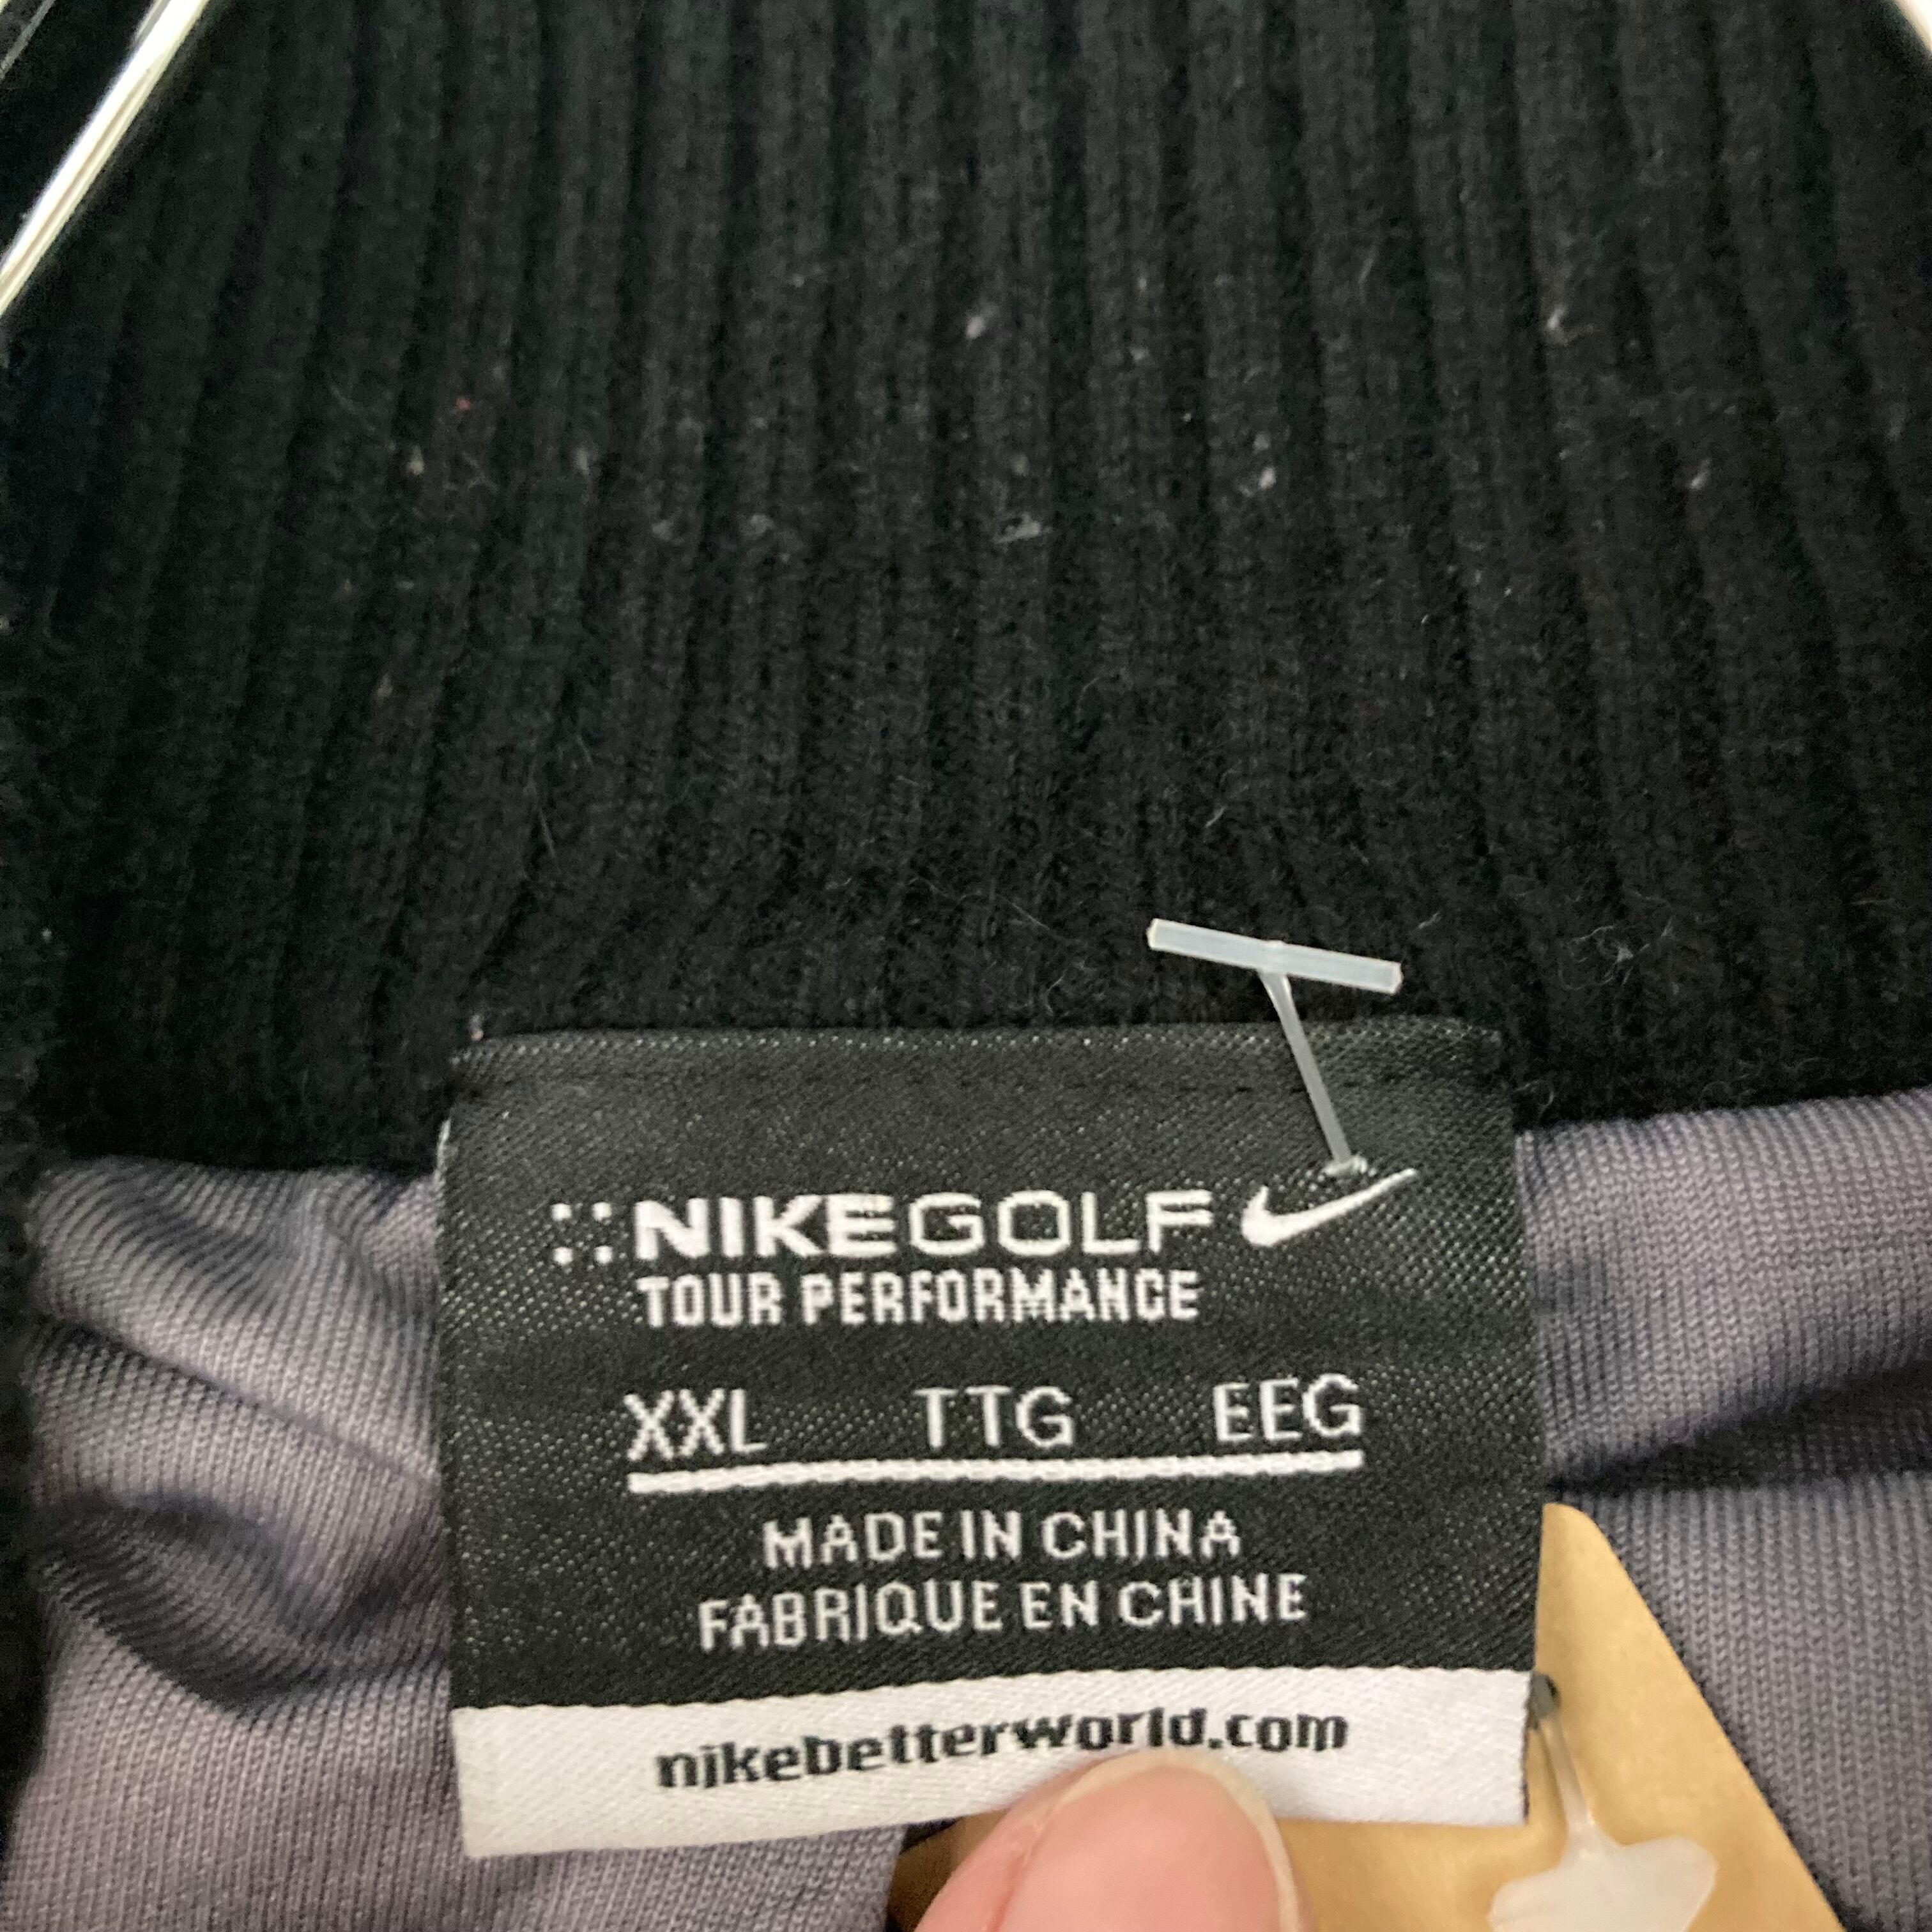 NIKEGOLF
TOUR PERFORMANCE
XXL TTG EEG
MADE IN CHINA
FABRIQUE EN CHINE
nikebetterworld.com